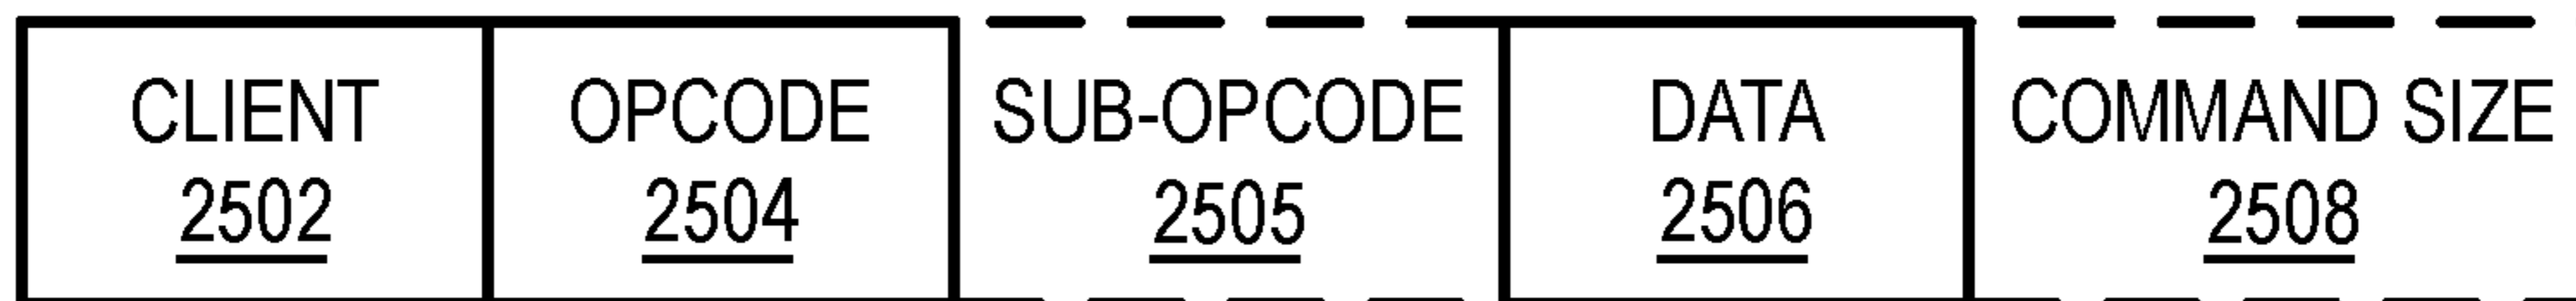 CLIENT OPCODE SUB-OPCODE DATA COMMAND SIZE
2502 2504 2505 2506 2508